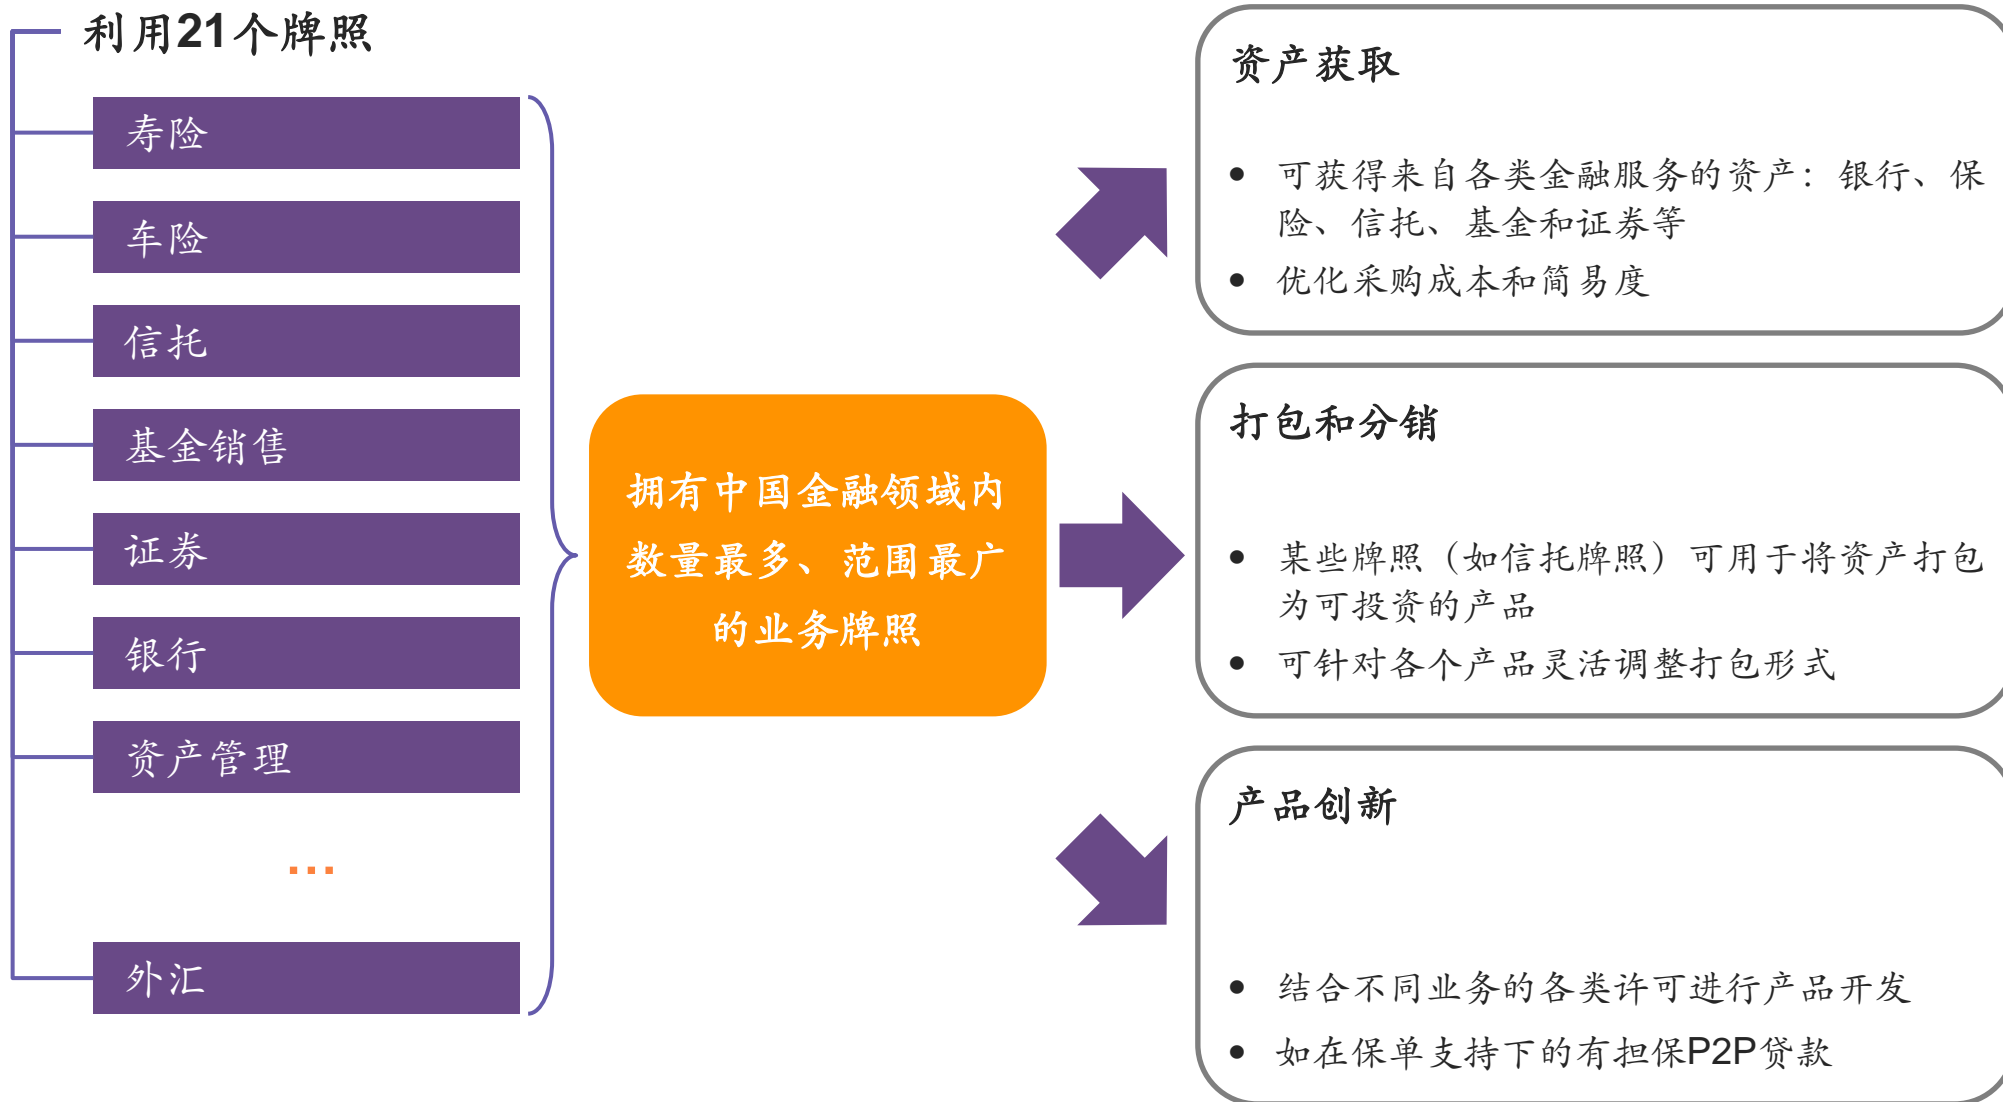 利用21个牌照
寿险
车险
信托
基金销售
证券
银行
资产管理
...
外汇
拥有中国金融领域内
数量最多、范围最广
的业务牌照
资产获取
• 可获得来自各类金融服务的资产：银行、保
险、信托、基金和证券等
• 优化采购成本和简易度
打包和分销
• 某些牌照（如信托牌照）可用于将资产打包
为可投资的产品
• 可针对各个产品灵活调整打包形式
产品创新
• 结合不同业务的各类许可进行产品开发
• 如在保单支持下的有担保P2P贷款